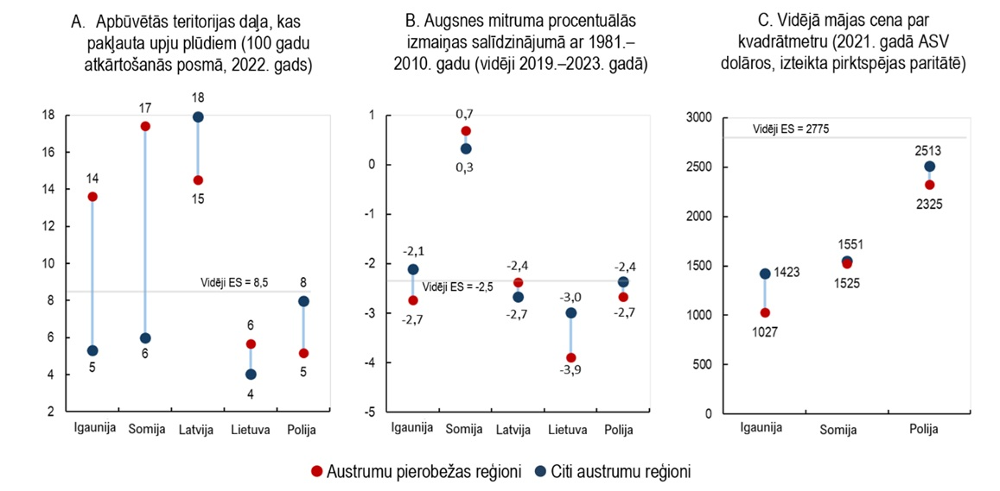 A. Apbūvētās teritorijas daļa, kas
pakļauta upju plūdiem (100 gadu
atkārtošanās posmā, 2022. gads)
18
16
14
12
10
8
6
4
2
14
5
17
6
18
15
6
4
8
5
Vidēji ES = 8,5
Igaunija
Somija
Latvija
Lietuva
Polija
B. Augsnes mitruma procentuālās
izmaiņas salīdzinājumā ar 1981.–
2010. gadu (vidēji 2019.–2023. gadā)
1
0
-1
-2
-3
-4
-5
-2,1
-2,7
0,7
0,3
-2,4
-2,7
-3,0
-3,9
-2,4
-2,7
Vidēji ES = -2,5
Igaunija
Somija
Latvija
Lietuva
Polija
C. Vidējā mājas cena par
kvadrātmetru (2021. gadā ASV
dolāros, izteikta pirktspējas paritātē)
3000
2500
2000
1500
1000
500
0
Vidēji ES = 2775
1423
1027
1551
1525
2513
2325
Igaunija
Somija
Polija
Austrumu pierobežas reģioni
Citi austrumu reģioni